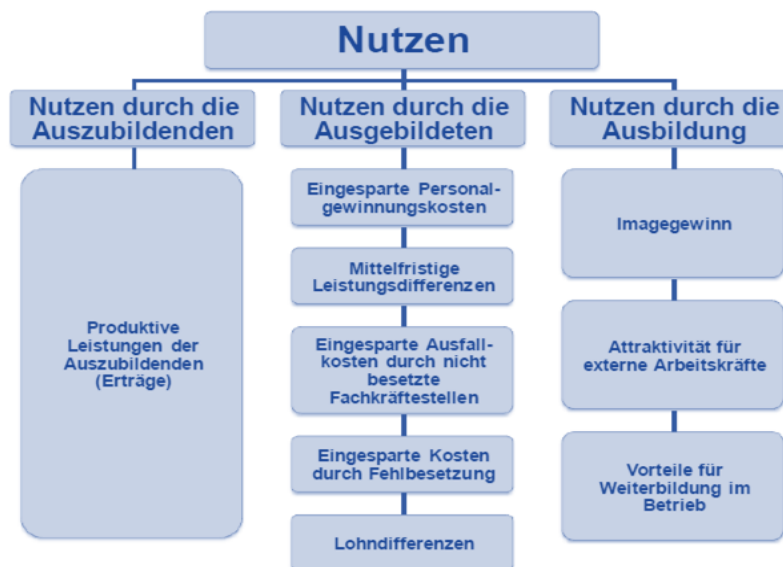 Nutzen
Nutzen durch die
Auszubildenden
Produktive
Leistungen der
Auszubildenden
(Erträge)
Nutzen durch die
Ausgebildeten
Eingesparte Personal-
gewinnungskosten
Mittelfristige
Leistungsdifferenzen
Eingesparte Ausfall-
kosten durch nicht
besetzte
Fachkräftestellen
Eingesparte Kosten
durch Fehlbesetzung
Lohndifferenzen
Nutzen durch die
Ausbildung
Imagegewinn
Attraktivität für
externe Arbeitskräfte
Vorteile für
Weiterbildung im
Betrieb